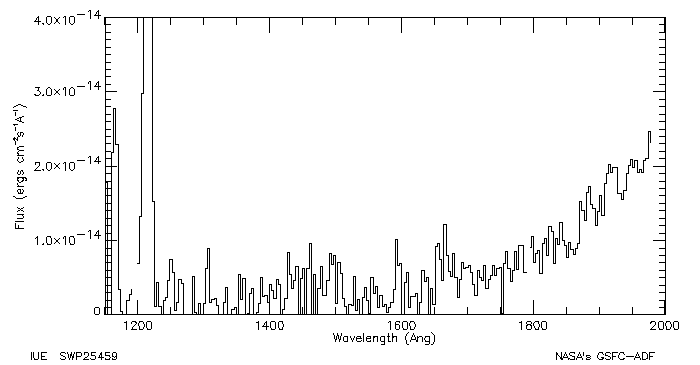 4.0×10⁻¹⁴
3.0×10⁻¹⁴
2.0×10⁻¹⁴
1.0×10⁻¹⁴
0
Flux (ergs cm⁻²s⁻¹A⁻¹)
1200 1400 1600 1800 2000
Wavelength (Ang)
IUE SWP25459 NASA's GSFC–ADF